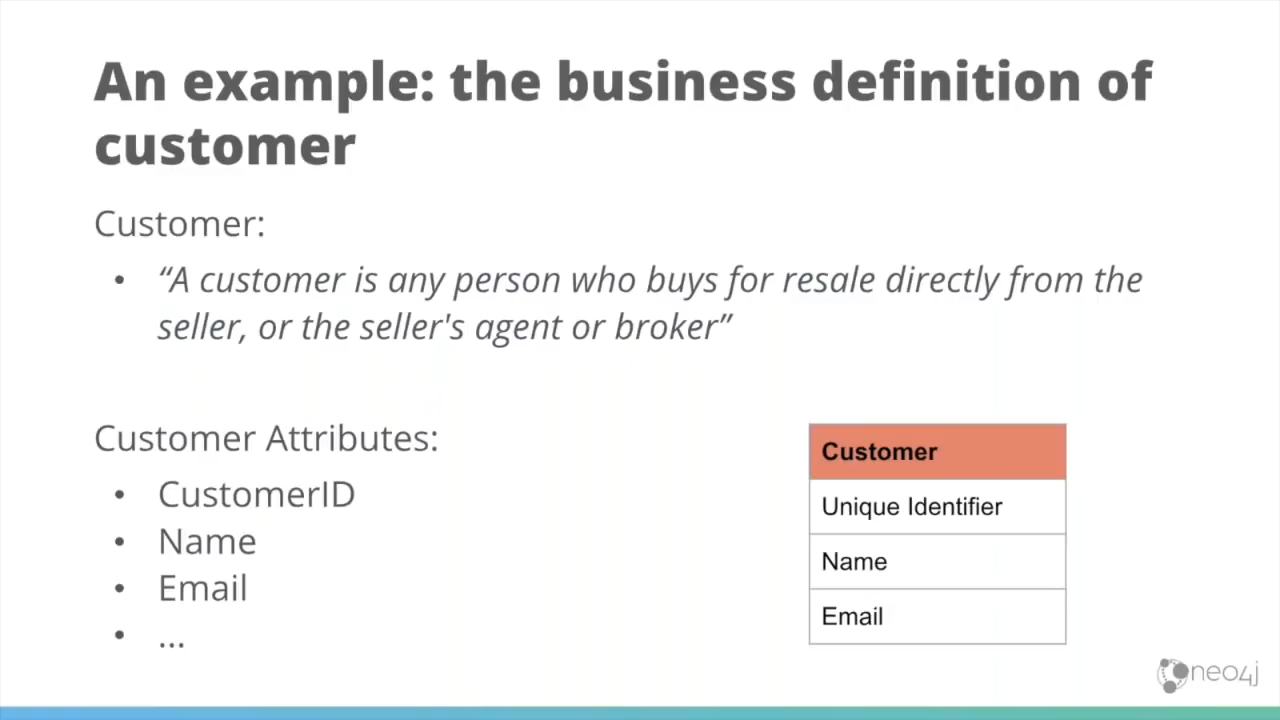 An example: the business definition of
customer
Customer:
• “A customer is any person who buys for resale directly from the
seller, or the seller's agent or broker”
Customer Attributes:
• CustomerID
• Name
• Email
• ...
Customer
Unique Identifier
Name
Email
neo4j